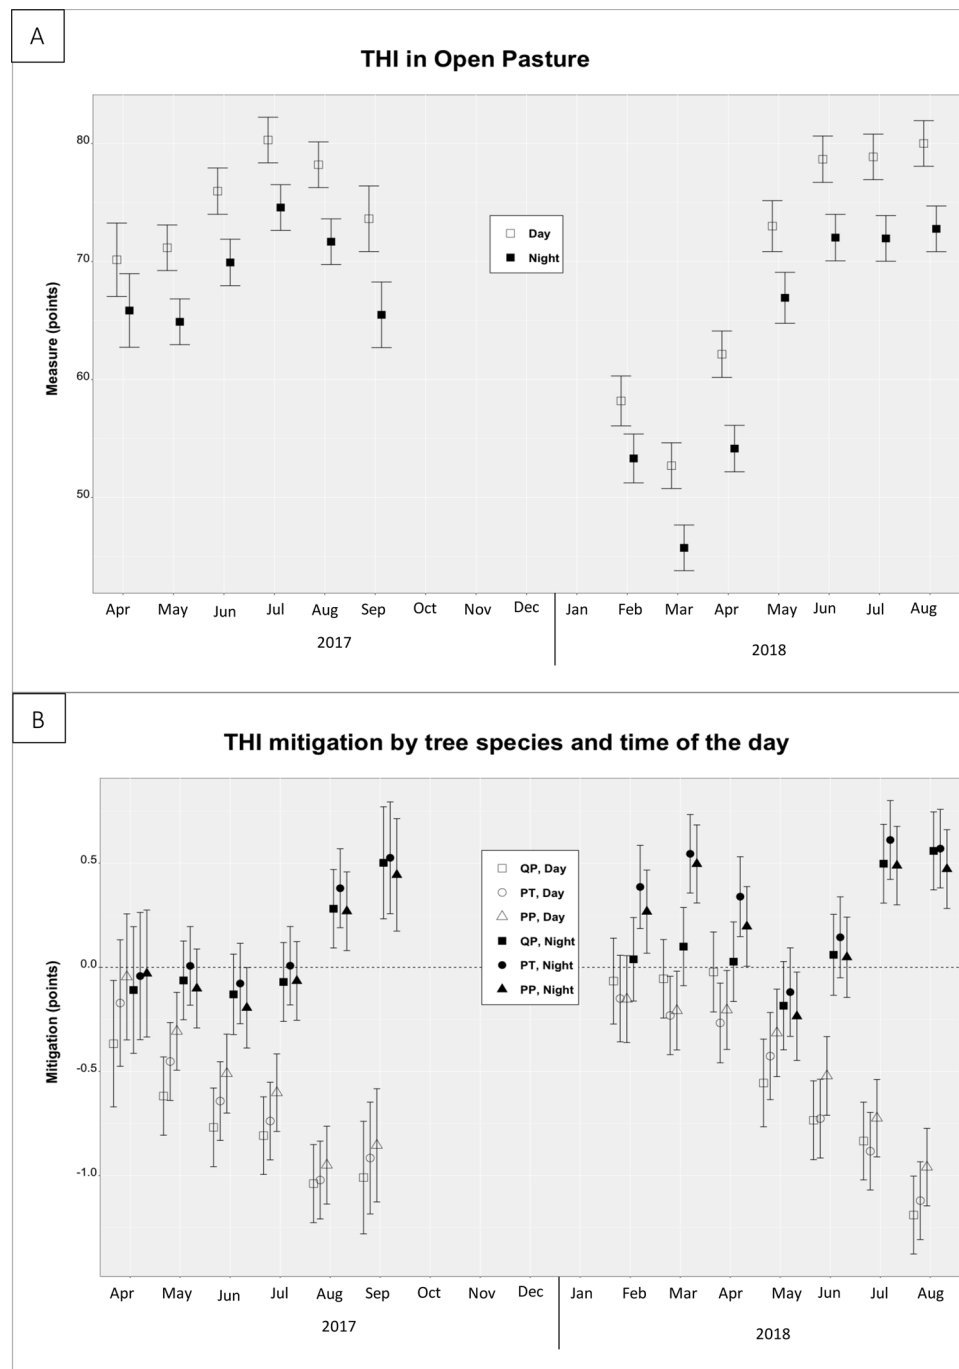 A
THI in Open Pasture
Measure (points)
80
70
60
50
Day
Night
Apr May Jun Jul Aug Sep Oct Nov Dec Jan Feb Mar Apr May Jun Jul Aug
2017
2018
B
THI mitigation by tree species and time of the day
Mitigation (points)
0.5
0.0
-0.5
-1.0
QP, Day
PT, Day
PP, Day
QP, Night
PT, Night
PP, Night
Apr May Jun Jul Aug Sep Oct Nov Dec Jan Feb Mar Apr May Jun Jul Aug
2017
2018